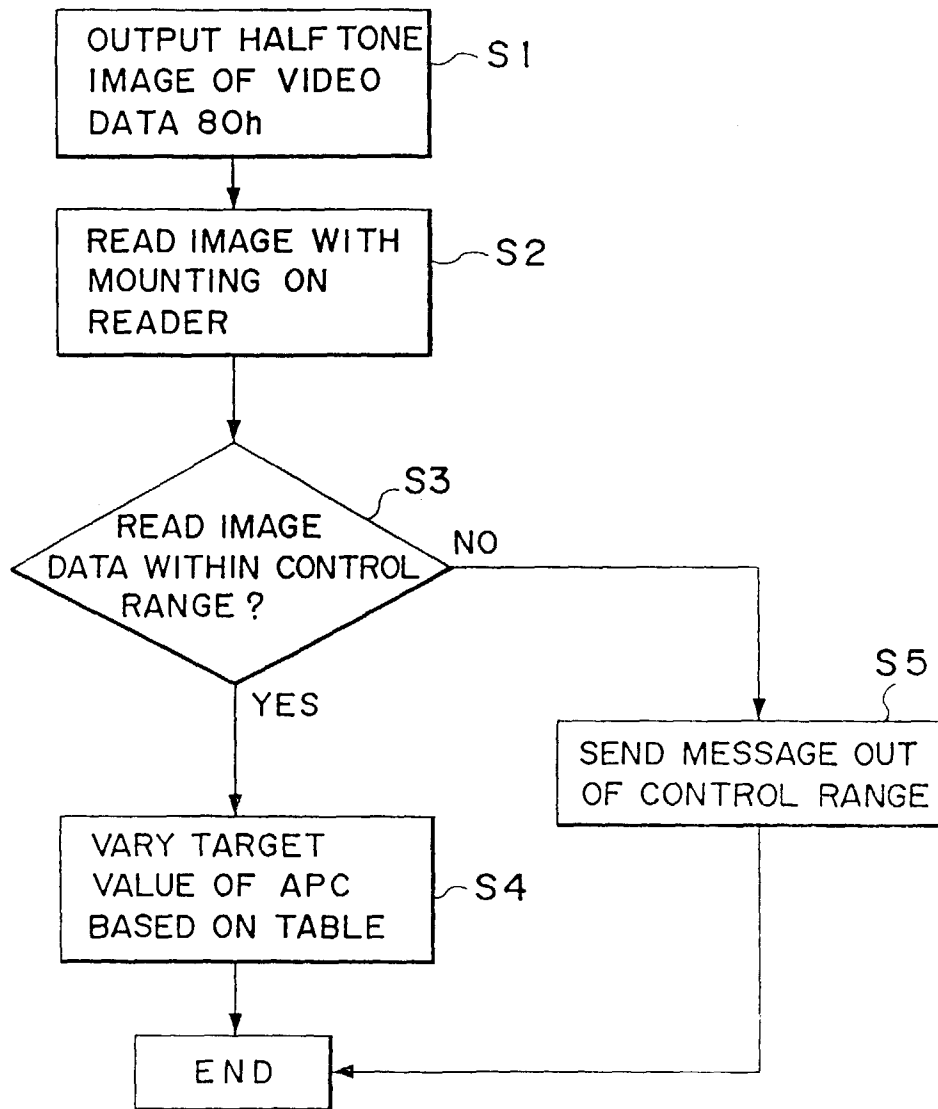 OUTPUT HALF TONE
IMAGE OF VIDEO
DATA 80h
S1
READ IMAGE WITH
MOUNTING ON
READER
S2
S3
READ IMAGE
DATA WITHIN CONTROL
RANGE?
NO
YES
S5
SEND MESSAGE OUT
OF CONTROL RANGE
VARY TARGET
VALUE OF APC
BASED ON TABLE
S4
END